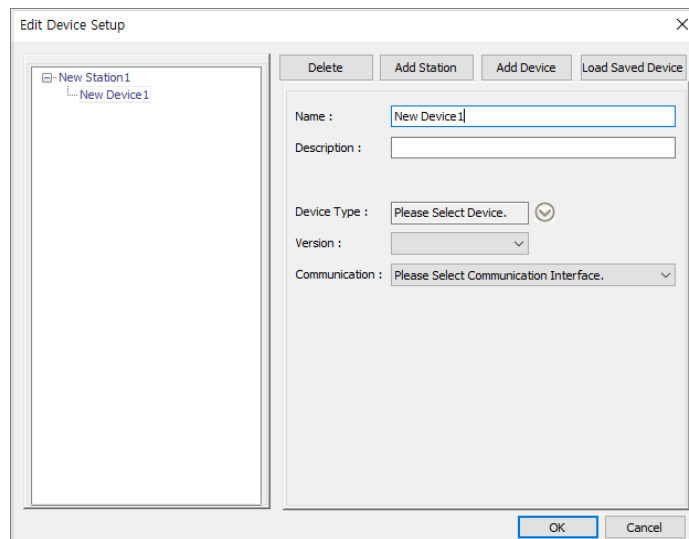 Edit Device Setup
New Station1
New Device1
Delete
Add Station
Add Device
Load Saved Device
Name :
New Device1
Description :
Device Type :
Please Select Device.
Version :
Communication :
Please Select Communication Interface.
OK
Cancel